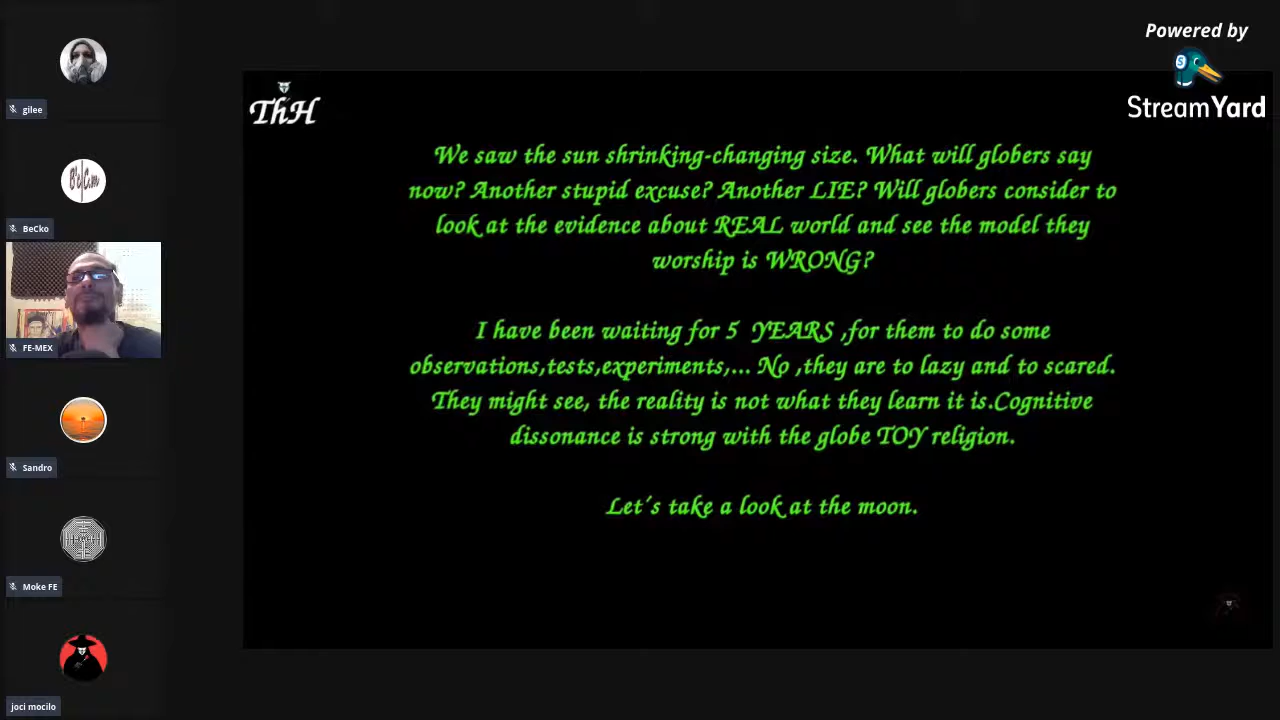 Powered by
StreamYard
gilee
BeCko
FE-MEX
Sandro
Moke FE
joci mocilo
ThH
We saw the sun shrinking-changing size. What will globers say
now? Another stupid excuse? Another LIE? Will globers consider to
look at the evidence about REAL world and see the model they
worship is WRONG?
I have been waiting for 5 YEARS ,for them to do some
observations,tests,experiments,... No ,they are to lazy and to scared.
They might see, the reality is not what they learn it is.Cognitive
dissonance is strong with the globe TOY religion.
Let´s take a look at the moon.